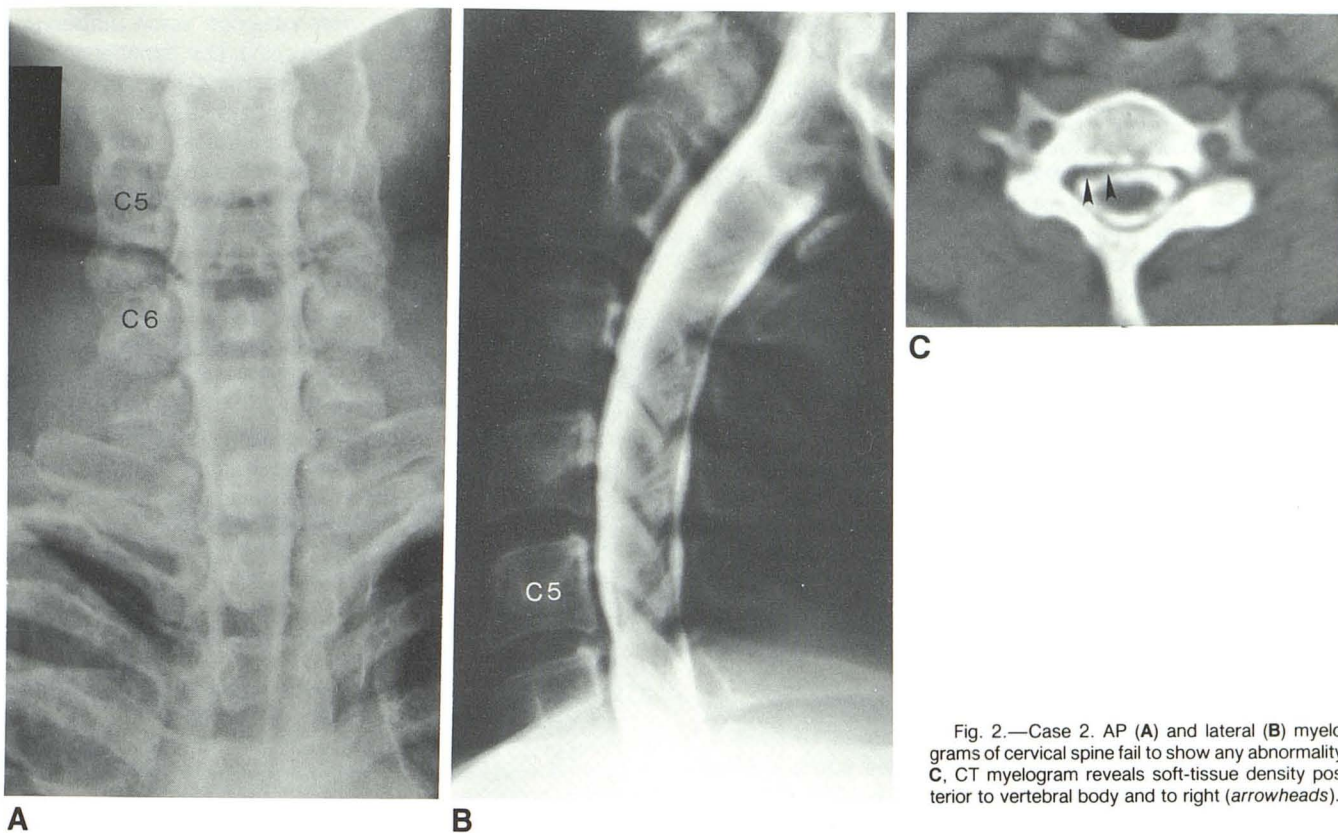 A
B
C
C5
C6
C5
Fig. 2.—Case 2. AP (A) and lateral (B) myelo
grams of cervical spine fail to show any abnormality
C, CT myelogram reveals soft-tissue density pos
terior to vertebral body and to right (arrowheads).